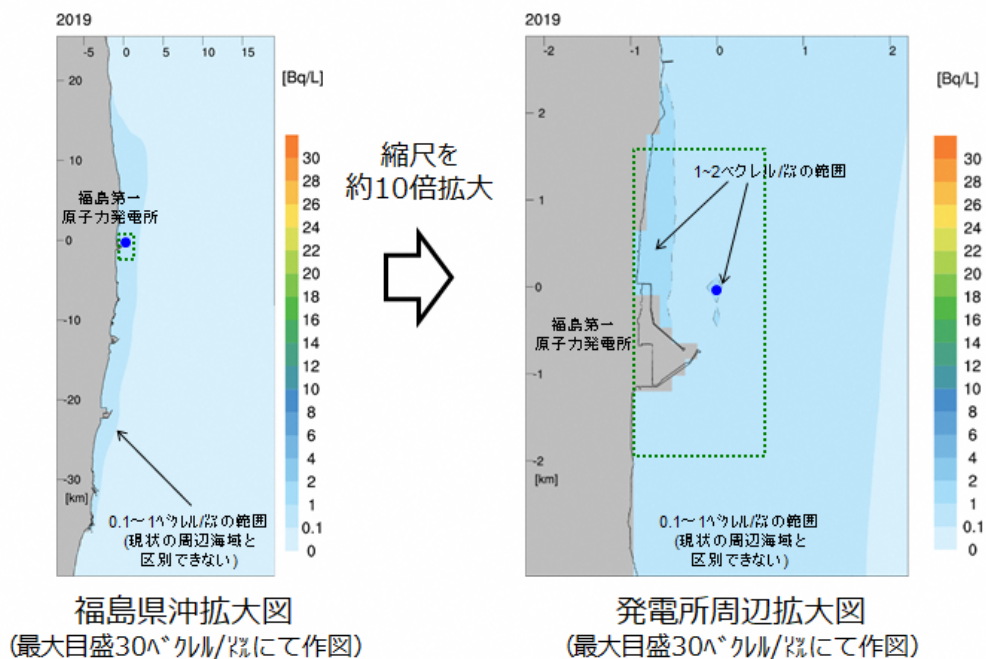 2019
-5 0 5 10 15
20
10
0
-10
-20
-30
[km]
[Bq/L]
30
28
26
24
22
20
18
16
14
12
10
8
6
4
2
1
0.1
0
福島第一
原子力発電所
0.1~1ベクレル/㍑の範囲
(現状の周辺海域と
区別できない)
福島県沖拡大図
(最大目盛30ベクレル/㍑にて作図)
縮尺を
約10倍拡大
2019
-2 -1 0 1 2
2
1
0
-1
-2
[km]
[Bq/L]
30
28
26
24
22
20
18
16
14
12
10
8
6
4
2
1
0.1
0
1~2ベクレル/㍑の範囲
福島第一
原子力発電所
0.1~1ベクレル/㍑の範囲
(現状の周辺海域と
区別できない)
発電所周辺拡大図
(最大目盛30ベクレル/㍑にて作図)